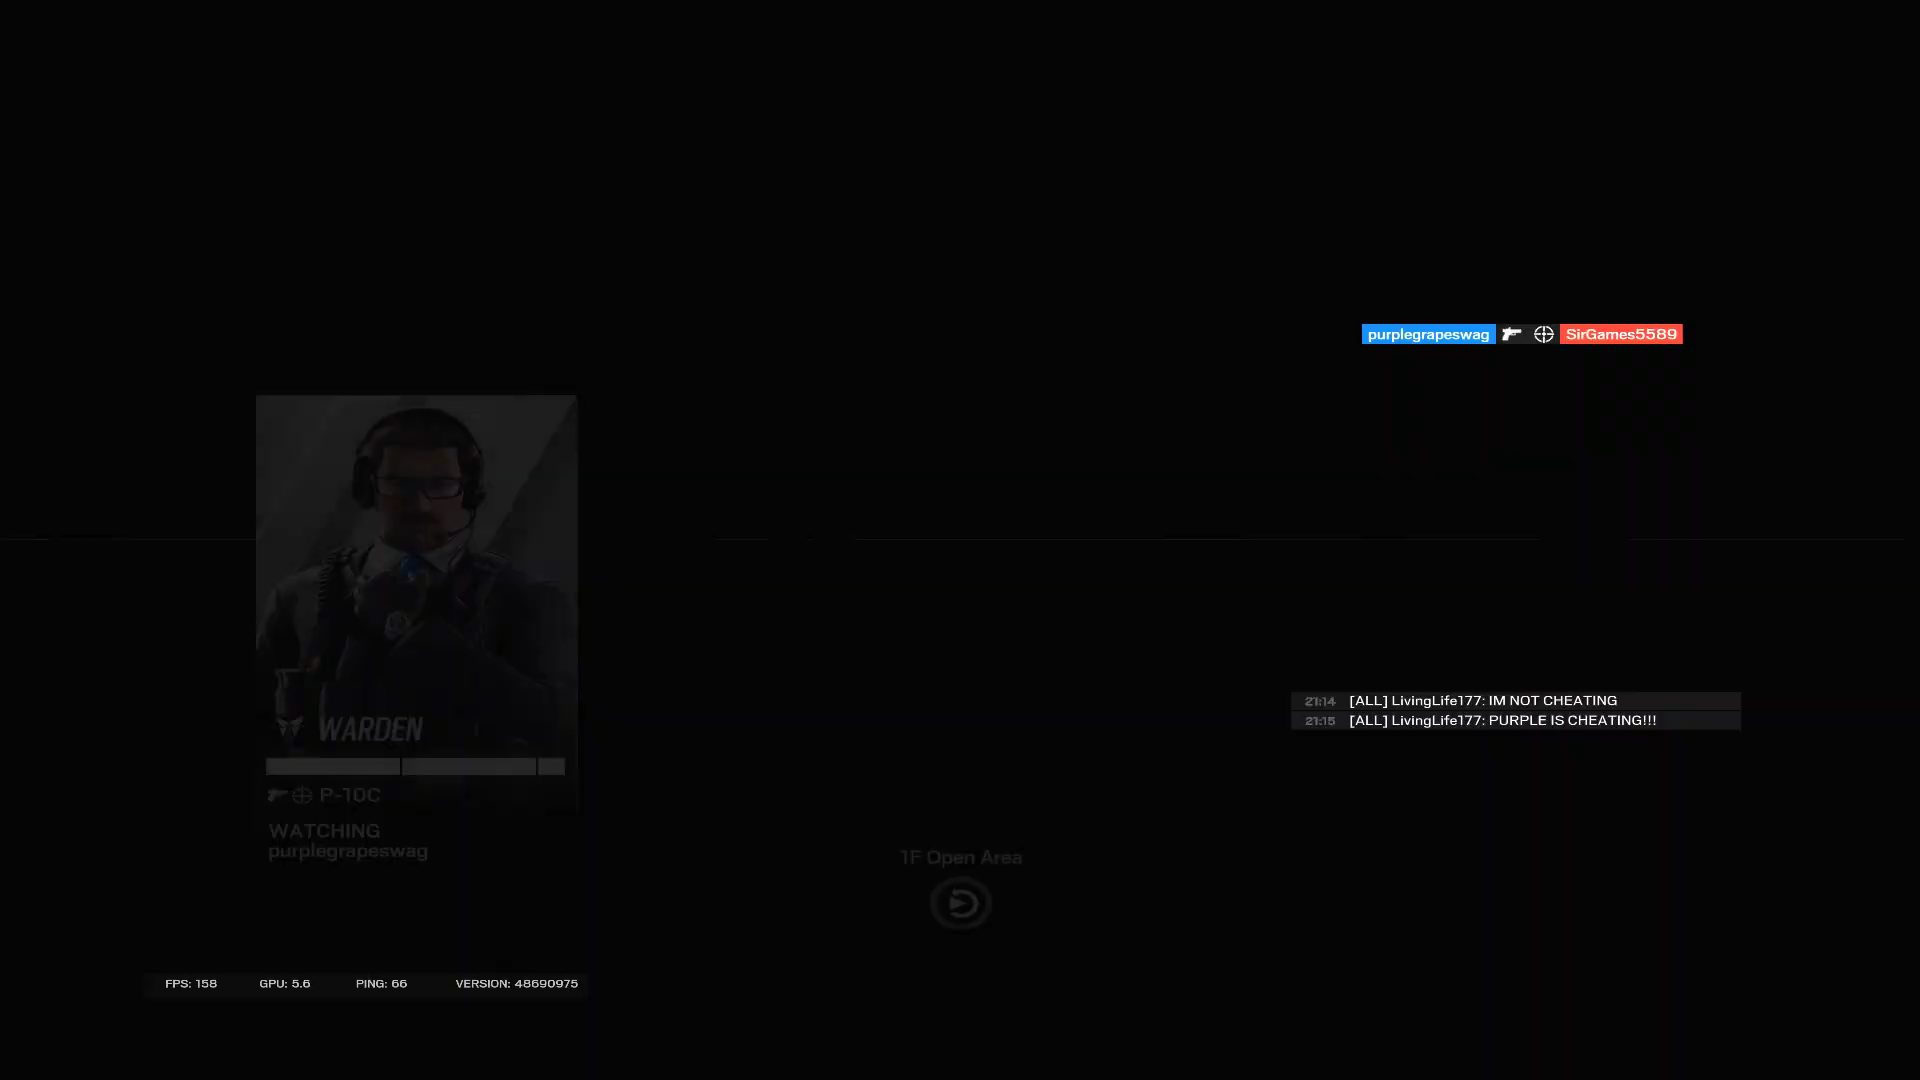 purplegrapeswag SirGames5589
21:14 [ALL] LivingLife177: IM NOT CHEATING
21:15 [ALL] LivingLife177: PURPLE IS CHEATING!!!
WARDEN
P-10C
WATCHING
purplegrapeswag
1F Open Area
FPS: 158 GPU: 5.6 PING: 66 VERSION: 48690975